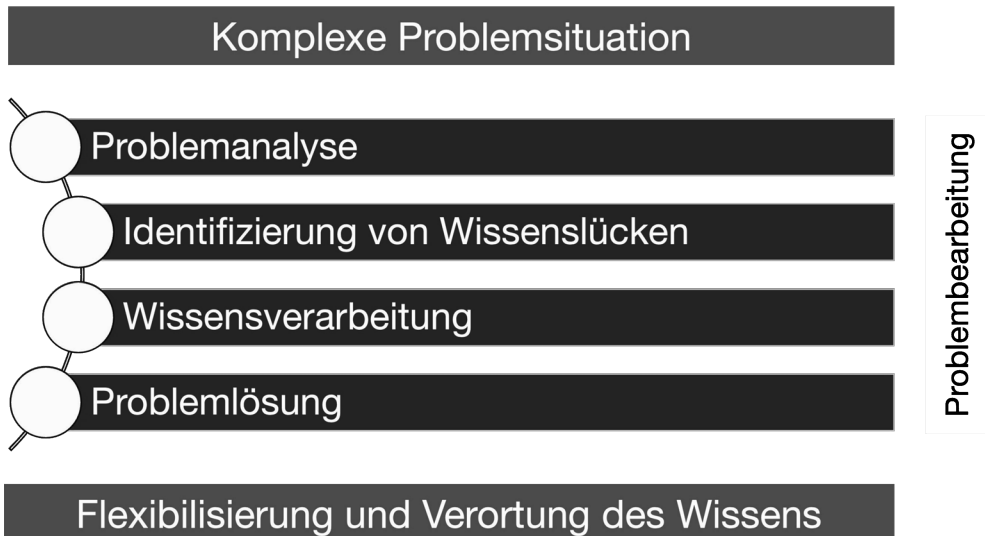 Komplexe Problemsituation
Problemanalyse
Identifizierung von Wissenslücken
Wissensverarbeitung
Problemlösung
Problembearbeitung
Flexibilisierung und Verortung des Wissens